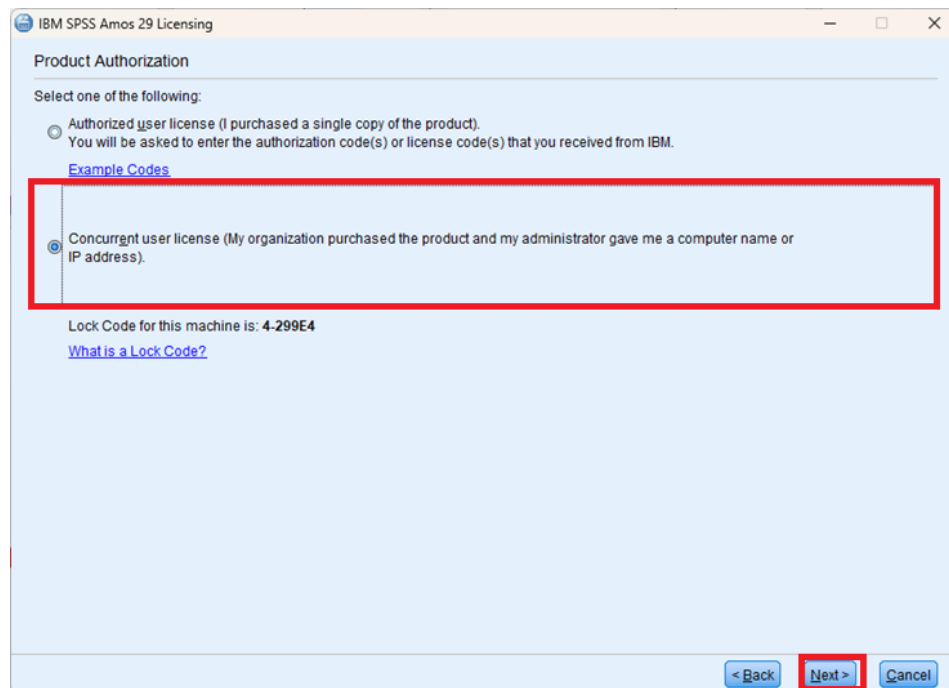 IBM SPSS Amos 29 Licensing
Product Authorization
Select one of the following:
Authorized user license (I purchased a single copy of the product).
You will be asked to enter the authorization code(s) or license code(s) that you received from IBM.
Example Codes
Concurrent user license (My organization purchased the product and my administrator gave me a computer name or
IP address).
Lock Code for this machine is: 4-299E4
What is a Lock Code?
< Back Next > Cancel